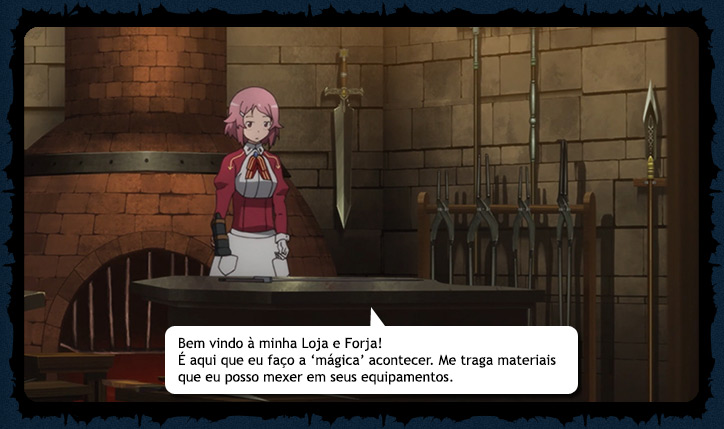 Bem vindo à minha Loja e Forja!
É aqui que eu faço a ‘mágica’ acontecer. Me traga materiais
que eu posso mexer em seus equipamentos.